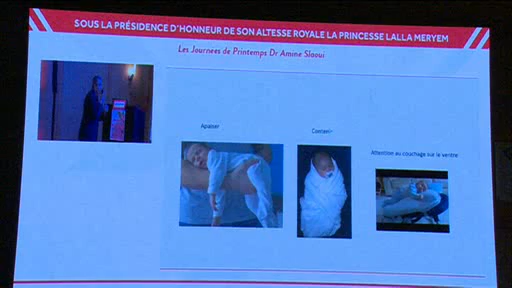 SOUS LA PRÉSIDENCE D'HONNEUR DE SON ALTESSE ROYALE LA PRINCESSE LALLA MERYEM
Les Journées de Printemps Dr Amine Slaoui
Apaiser
Contenir
Attention au couchage sur le ventre